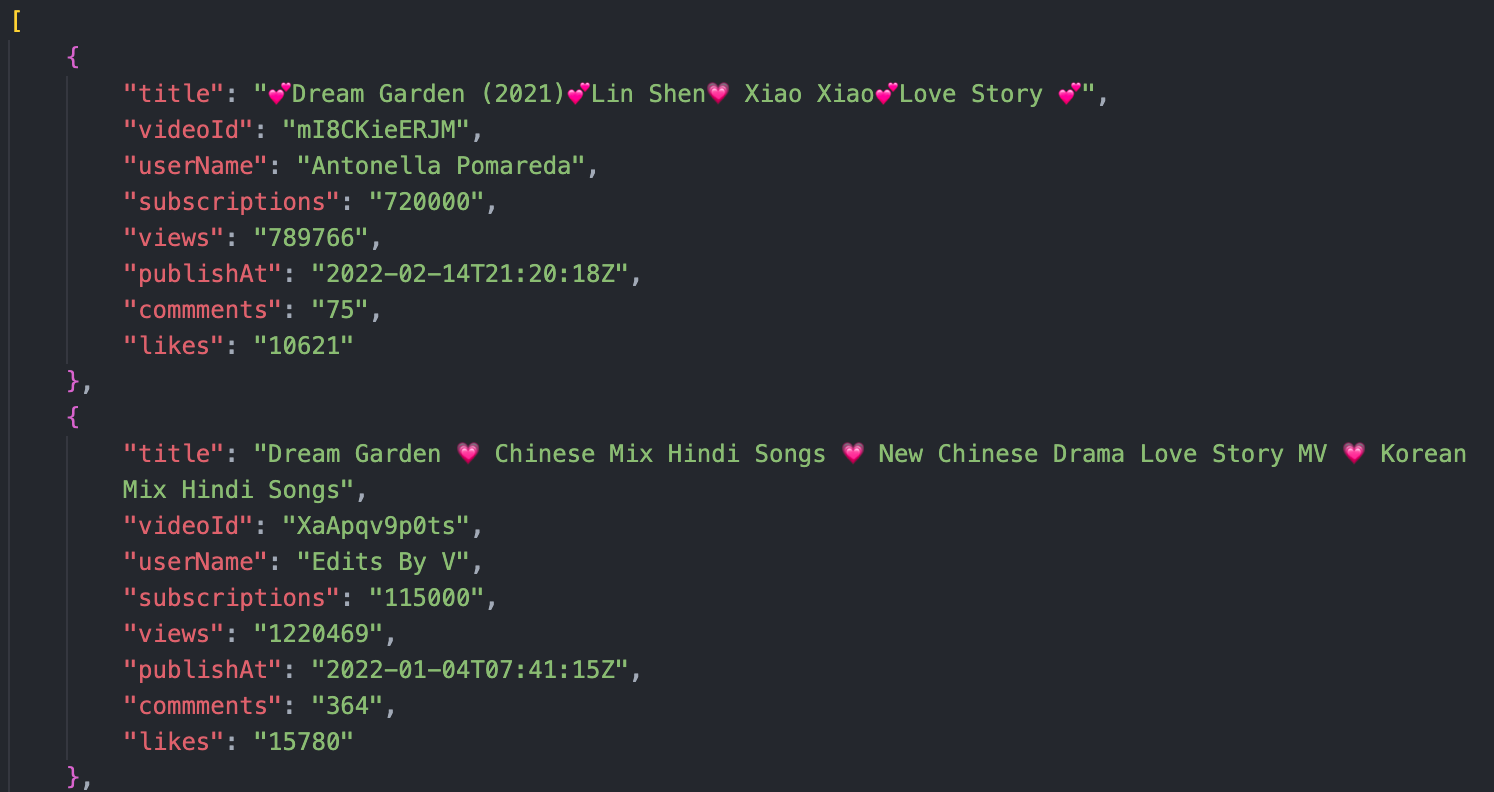 [
{
"title": "💕Dream Garden (2021)💕Lin Shen💗 Xiao Xiao💕Love Story 💕",
"videoId": "mI8CKieERJM",
"userName": "Antonella Pomareda",
"subscriptions": "720000",
"views": "789766",
"publishAt": "2022-02-14T21:20:18Z",
"commments": "75",
"likes": "10621"
},
{
"title": "Dream Garden 💗 Chinese Mix Hindi Songs 💗 New Chinese Drama Love Story MV 💗 Korean
Mix Hindi Songs",
"videoId": "XaApqv9p0ts",
"userName": "Edits By V",
"subscriptions": "115000",
"views": "1220469",
"publishAt": "2022-01-04T07:41:15Z",
"commments": "364",
"likes": "15780"
},